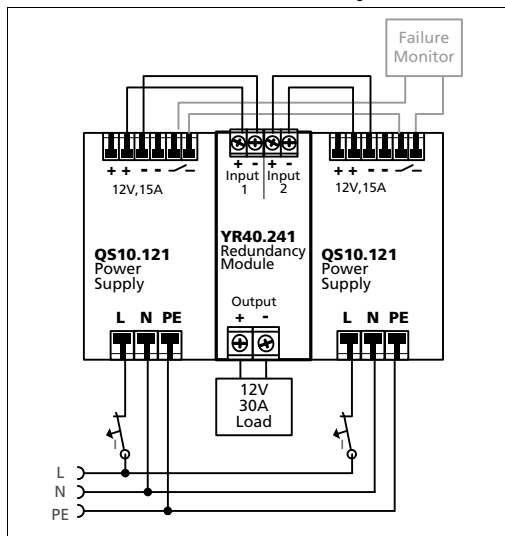 Failure
Monitor
+ + - -
12V,15A
+ - + -
Input Input
1 2
+ + - -
12V,15A
QS10.121
Power
Supply
YR40.241
Redundancy
Module
QS10.121
Power
Supply
Output
+ -
L N PE
L N PE
12V
30A
Load
I
I
L
N
PE